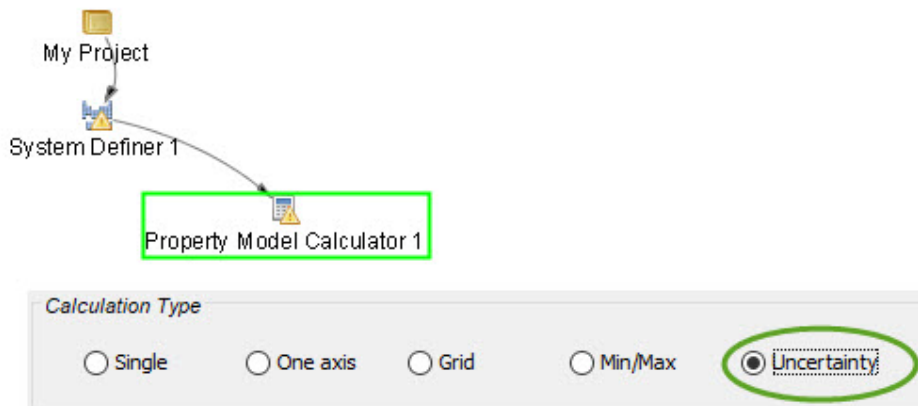 My Project
System Definer 1
Property Model Calculator 1
Calculation Type
Single One axis Grid Min/Max Uncertainty